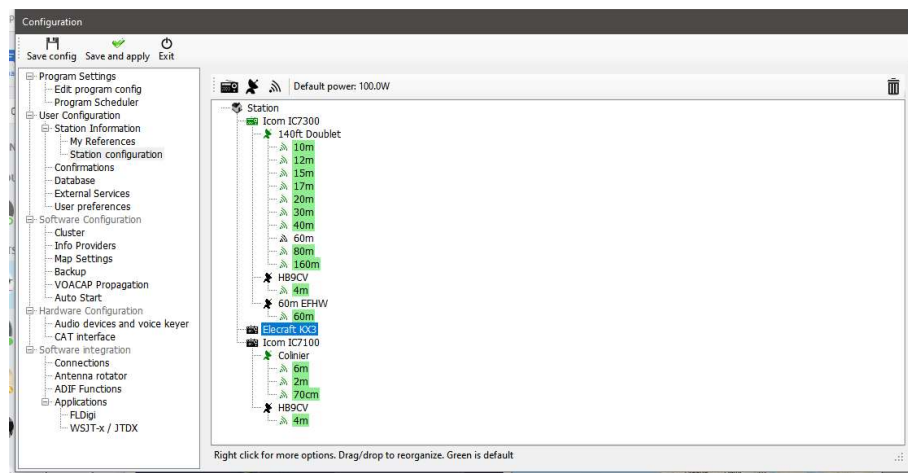 Configuration
Save config Save and apply Exit
Program Settings
Edit program config
Program Scheduler
User Configuration
Station Information
My References
Station configuration
Confirmations
Database
External Services
User preferences
Software Configuration
Cluster
Info Providers
Map Settings
Backup
VOACAP Propagation
Auto Start
Hardware Configuration
Audio devices and voice keyer
CAT interface
Software integration
Connections
Antenna rotator
ADIF Functions
Applications
FLDigi
WSJT-x / JTDX
Default power: 100.0W
Station
Icom IC7300
140ft Doublet
10m
12m
15m
17m
20m
30m
40m
60m
80m
160m
HB9CV
4m
60m EFHW
60m
Elecraft KX3
Icom IC7100
Colinier
6m
2m
70cm
HB9CV
4m
Right click for more options. Drag/drop to reorganize. Green is default